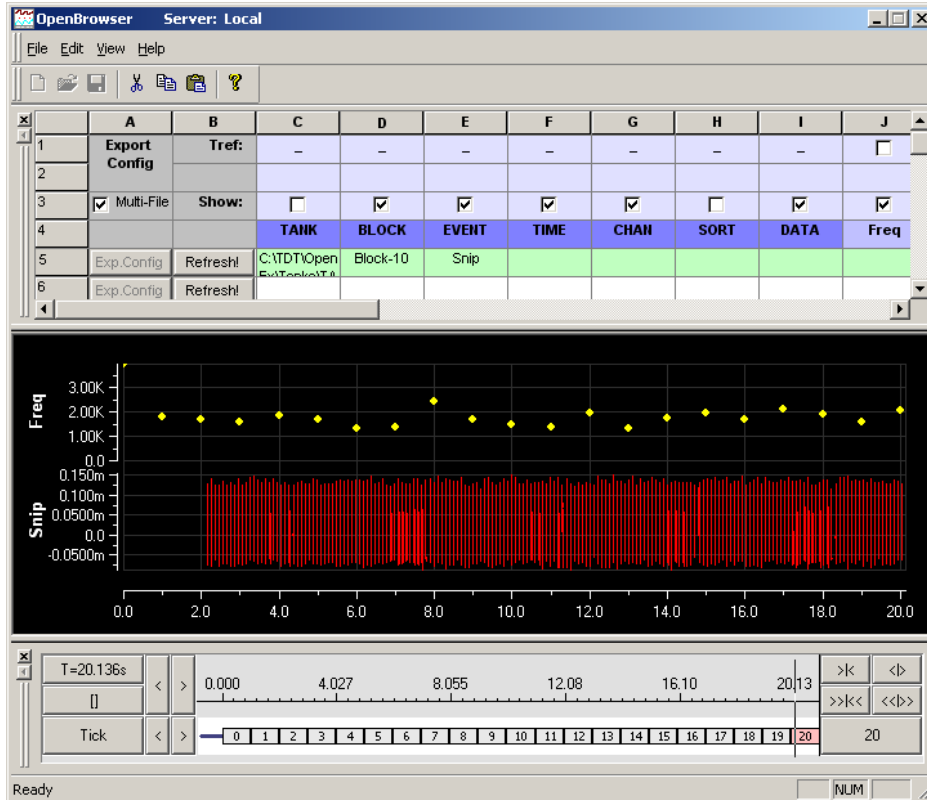 OpenBrowser Server: Local
File Edit View Help
A B C D E F G H I J
1 Export Config Tref: – – – – – – –
2
3 Multi-File Show:
4 TANK BLOCK EVENT TIME CHAN SORT DATA Freq
5 Exp.Config Refresh! C:\TDT\Open Block-10 Snip
6 Exp.Config Refresh!
Freq
3.00K
2.00K
1.00K
0.0
Snip
0.150m
0.100m
0.0500m
0.0
-0.0500m
0.0 2.0 4.0 6.0 8.0 10.0 12.0 14.0 16.0 18.0 20.0
T=20.136s < > 0.000 4.027 8.055 12.08 16.10 20.13 >|< <|>
[] >>|<< <<|>>
Tick < > 0 1 2 3 4 5 6 7 8 9 10 11 12 13 14 15 16 17 18 19 20 20
Ready NUM